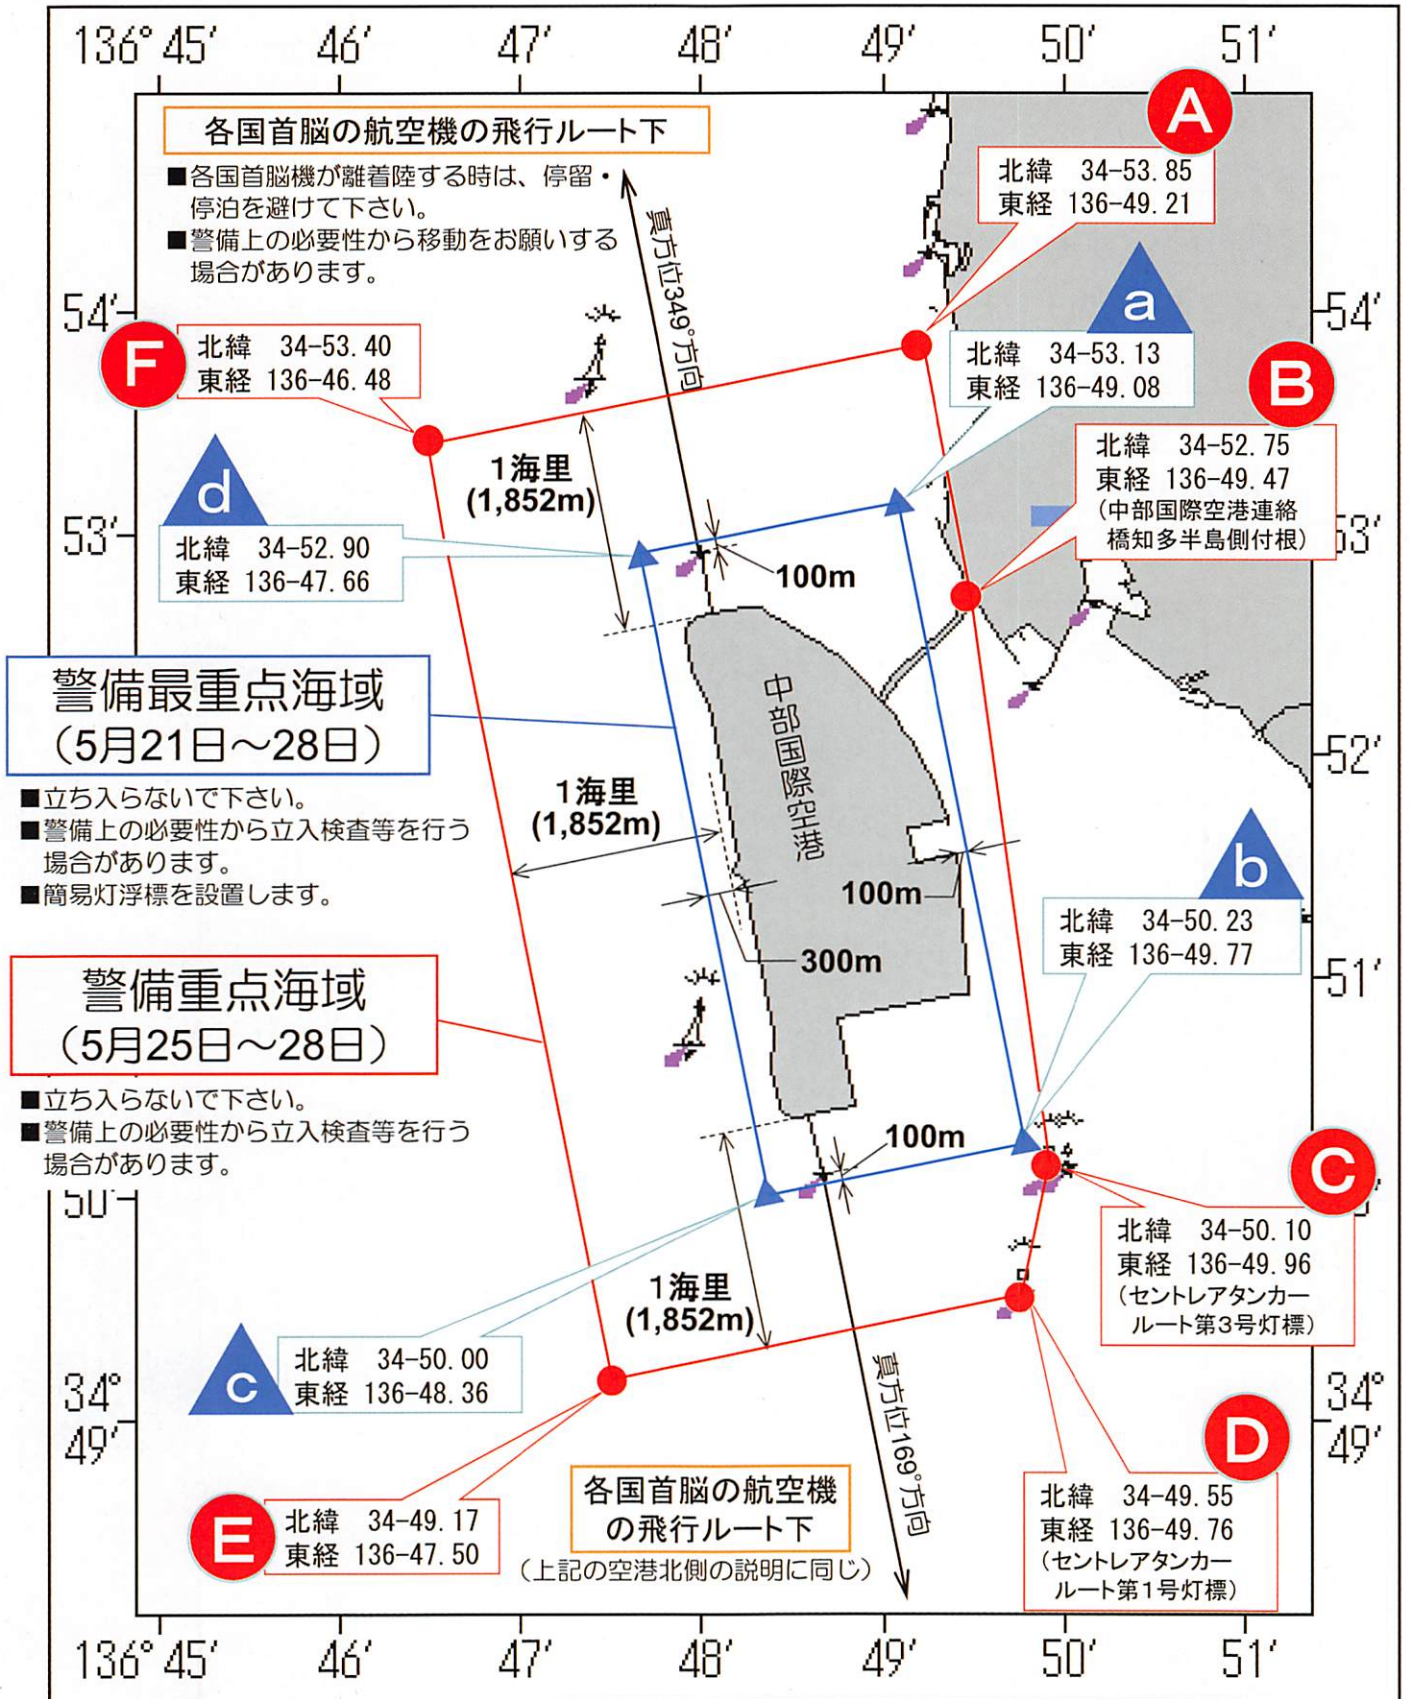 136°45′ 46′ 47′ 48′ 49′ 50′ 51′
A
各国首脳の航空機の飛行ルート下
■各国首脳機が離着陸する時は、停留・
停泊を避けて下さい。
■警備上の必要性から移動をお願いする
場合があります。
真方位349°方向
北緯 34-53.85
東経 136-49.21
a
54′
54′
F
北緯 34-53.40
東経 136-46.48
北緯 34-53.13
東経 136-49.08
B
北緯 34-52.75
東経 136-49.47
(中部国際空港連絡
橋知多半島側付根)
1海里
(1,852m)
d
53′
53′
北緯 34-52.90
東経 136-47.66
100m
警備最重点海域
(5月21日～28日)
■立ち入らないで下さい。
■警備上の必要性から立入検査等を行う
場合があります。
■簡易灯浮標を設置します。
中部国際空港
52′
1海里
(1,852m)
100m
300m
b
北緯 34-50.23
東経 136-49.77
51′
警備重点海域
(5月25日～28日)
■立ち入らないで下さい。
■警備上の必要性から立入検査等を行う
場合があります。
100m
50′
C
北緯 34-50.10
東経 136-49.96
(セントレアタンカー
ルート第3号灯標)
1海里
(1,852m)
c
北緯 34-50.00
東経 136-48.36
34°
49′
34°
49′
真方位169°方向
D
北緯 34-49.55
東経 136-49.76
(セントレアタンカー
ルート第1号灯標)
E
北緯 34-49.17
東経 136-47.50
各国首脳の航空機
の飛行ルート下
(上記の空港北側の説明に同じ)
136°45′ 46′ 47′ 48′ 49′ 50′ 51′